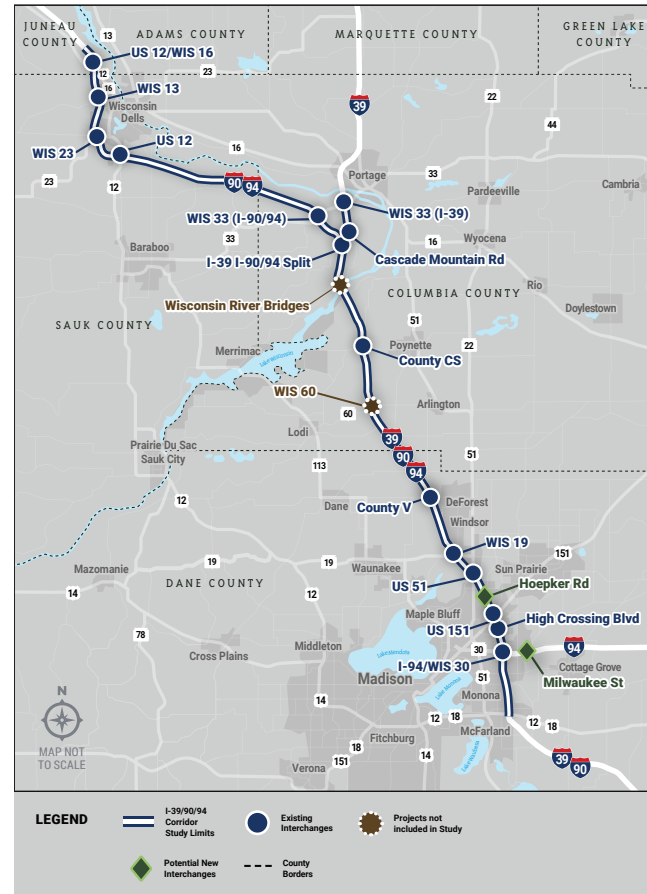 JUNEAU
COUNTY
ADAMS COUNTY
MARQUETTE COUNTY
GREEN LAKE
COUNTY
13
US 12/WIS 16
12
16
23
WIS 13
39
22
Wisconsin
Dells
44
WIS 23
US 12
16
23
12
90
94
Portage
33
Pardeeville
Cambria
WIS 33 (I-90/94)
WIS 33 (I-39)
33
16
Wyocena
Baraboo
I-39 I-90/94 Split
Cascade Mountain Rd
Rio
Wisconsin River Bridges
COLUMBIA COUNTY
Doylestown
SAUK COUNTY
51
22
Merrimac
Lake Wisconsin
Poynette
County CS
WIS 60
60
Arlington
Lodi
39
90
94
Prairie Du Sac
Sauk City
51
113
12
Dane
County V
DeForest
Windsor
WIS 19
151
19
19
Waunakee
Sun Prairie
Mazomanie
14
DANE COUNTY
12
US 51
Hoepker Rd
Maple Bluff
US 151
High Crossing Blvd
78
Middleton
Cross Plains
Lake Mendota
30
94
I-94/WIS 30
Cottage Grove
Madison
51
Milwaukee St
Lake Monona
Monona
N
14
12
18
12
18
MAP NOT
TO SCALE
McFarland
Fitchburg
18
14
39
90
Verona
151
Lake Waubesa
LEGEND
I-39/90/94
Corridor
Study Limits
Existing
Interchanges
Projects not
included in Study
Potential New
Interchanges
County
Borders